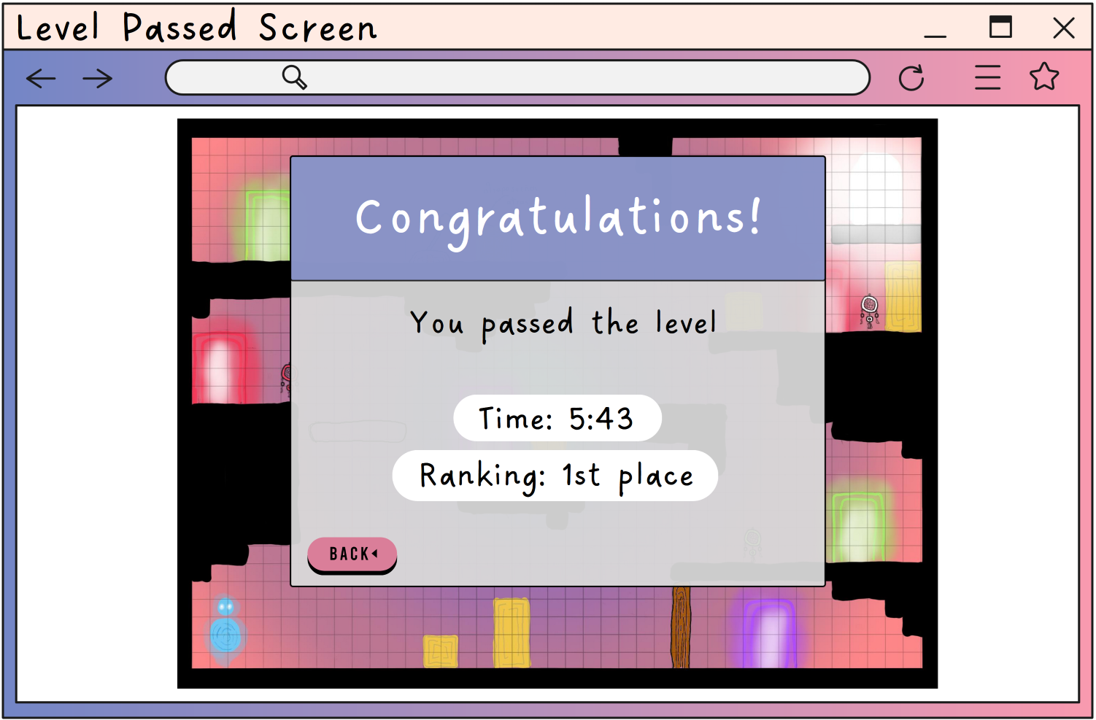 Level Passed Screen
Congratulations!
You passed the level
Time: 5:43
Ranking: 1st place
BACK